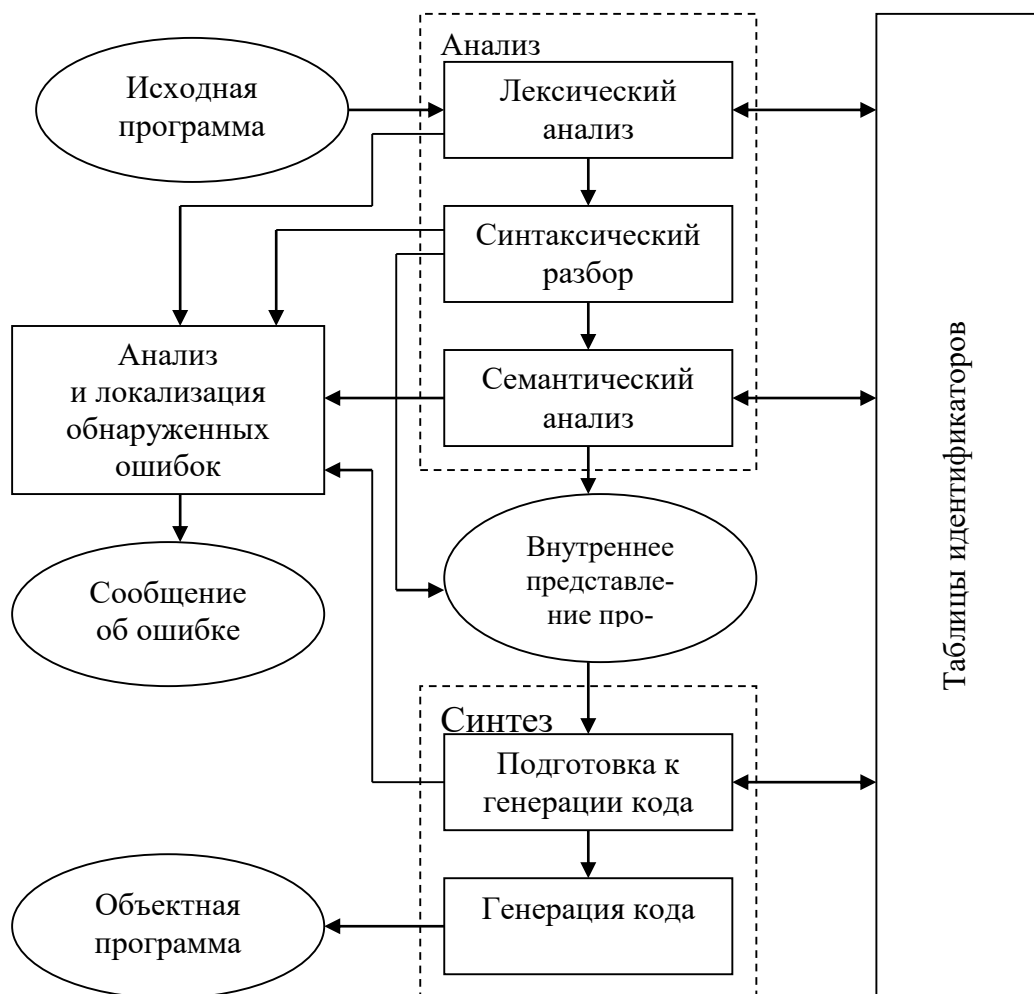 Анализ
Исходная
программа
Лексический
анализ
Синтаксический
разбор
Анализ
и локализация
обнаруженных
ошибок
Семантический
анализ
Таблицы идентификаторов
Внутреннее
представле-
ние про-
Сообщение
об ошибке
Синтез
Подготовка к
генерации кода
Объектная
программа
Генерация кода